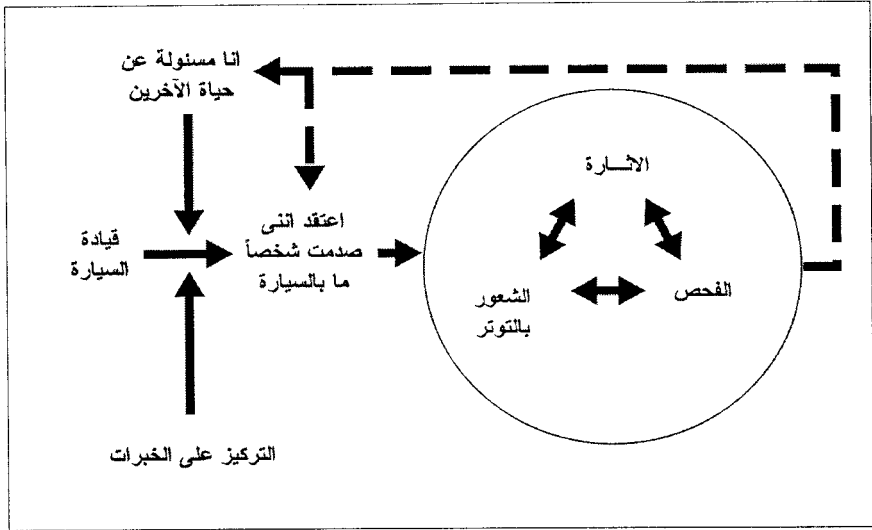 انا مسئولة عن
حياة الآخرين
الاثـــارة
قيادة
السيارة
اعتقد اننى
صدمت شخصاً
ما بالسيارة
الشعور
بالتوتر
الفحص
التركيز على الخبرات